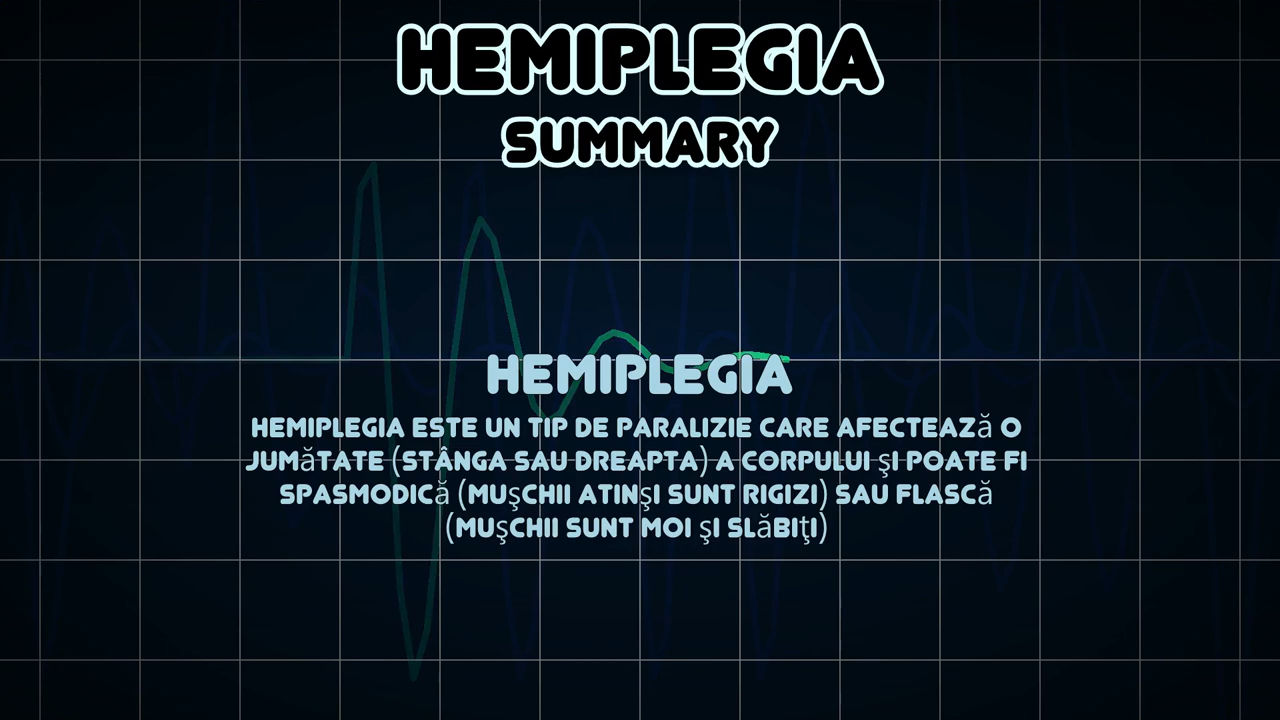 HEMIPLEGIA
SUMMARY
HEMIPLEGIA
HEMIPLEGIA ESTE UN TIP DE PARALIZIE CARE AFECTEAZă O
JUMăTATE (STÂNGA SAU DREAPTA) A CORPULUI şI POATE FI
SPASMODICă (MUşCHII ATINşI SUNT RIGIZI) SAU FLASCă
(MUşCHII SUNT MOI şI SLăBIţI)